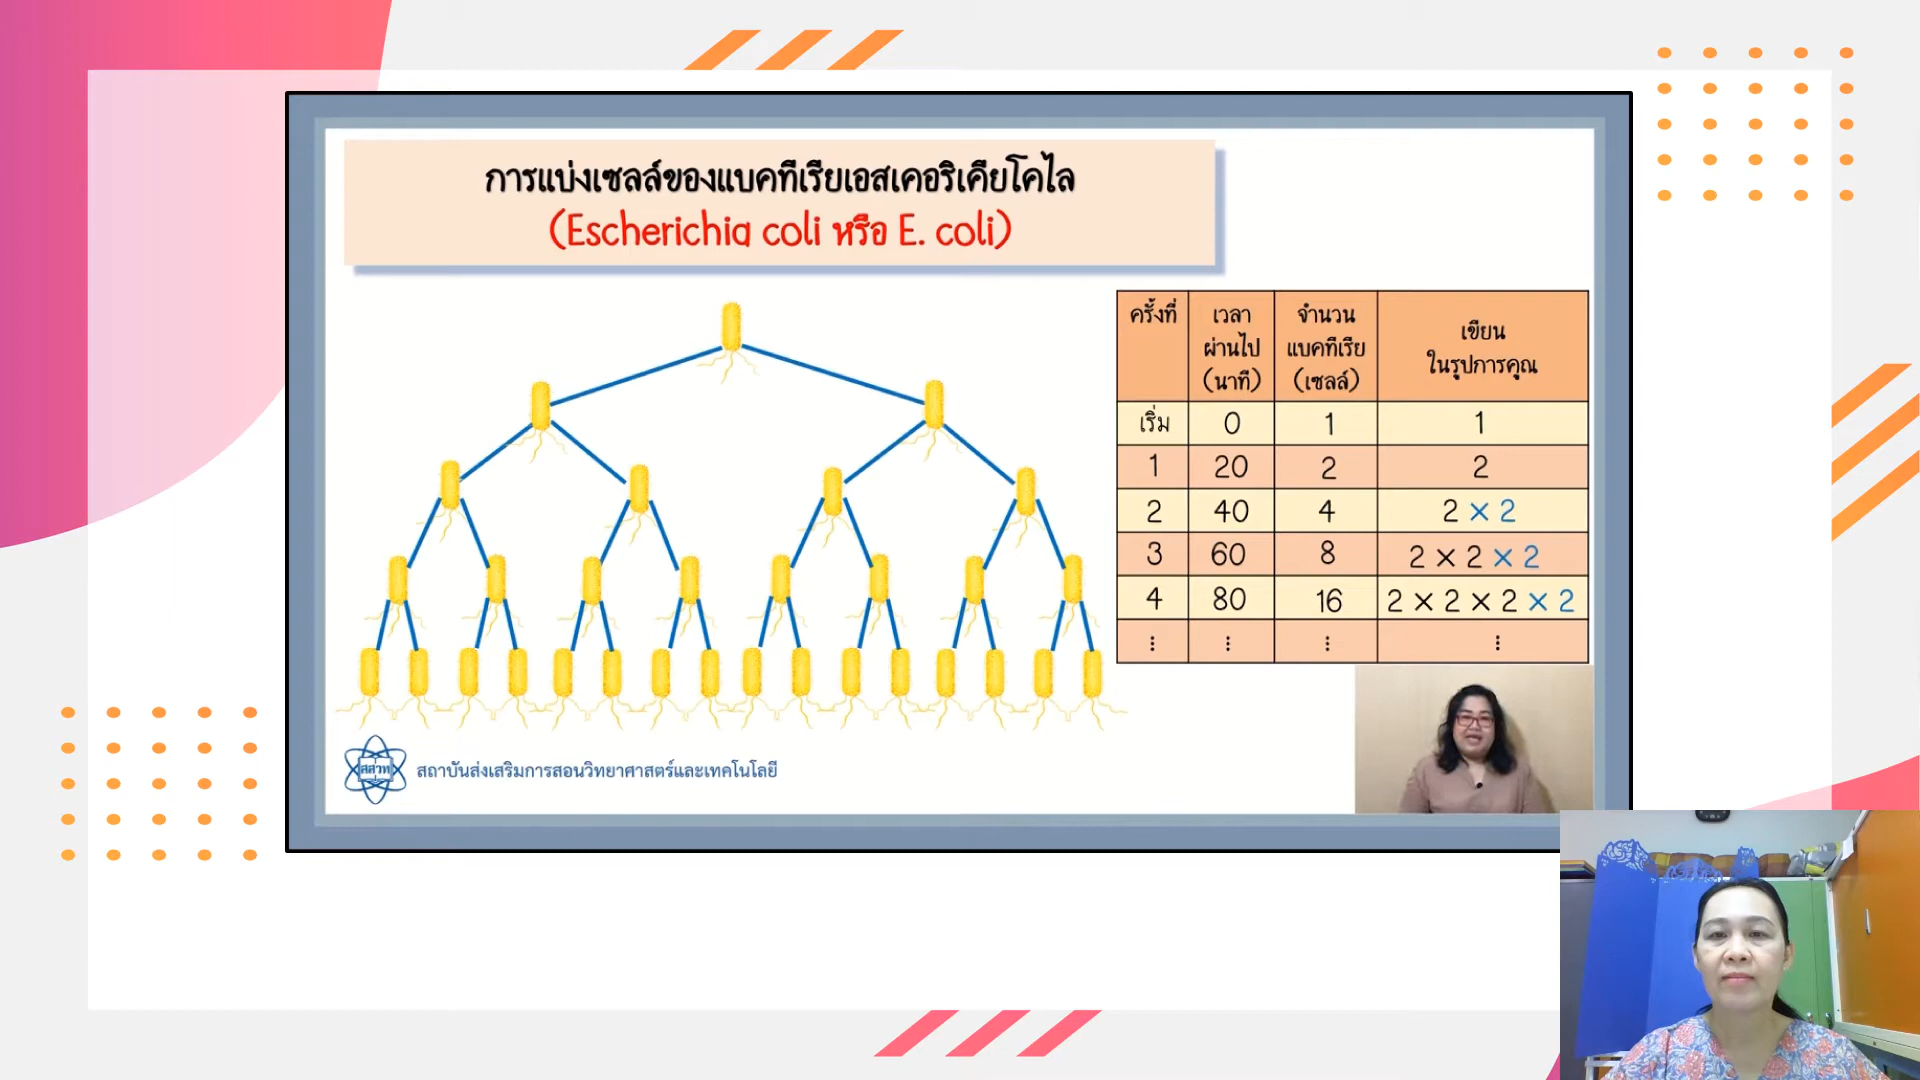 การแบ่งเซลล์ของแบคทีเรียเอสเคอริเคียโคไล
(Escherichia coli หรือ E. coli)
ครั้งที่ เวลาผ่านไป (นาที) จำนวนแบคทีเรีย (เซลล์) เขียนในรูปการคูณ
เริ่ม 0 1 1
1 20 2 2
2 40 4 2 × 2
3 60 8 2 × 2 × 2
4 80 16 2 × 2 × 2 × 2
⋮ ⋮ ⋮ ⋮
สสวท สถาบันส่งเสริมการสอนวิทยาศาสตร์และเทคโนโลยี